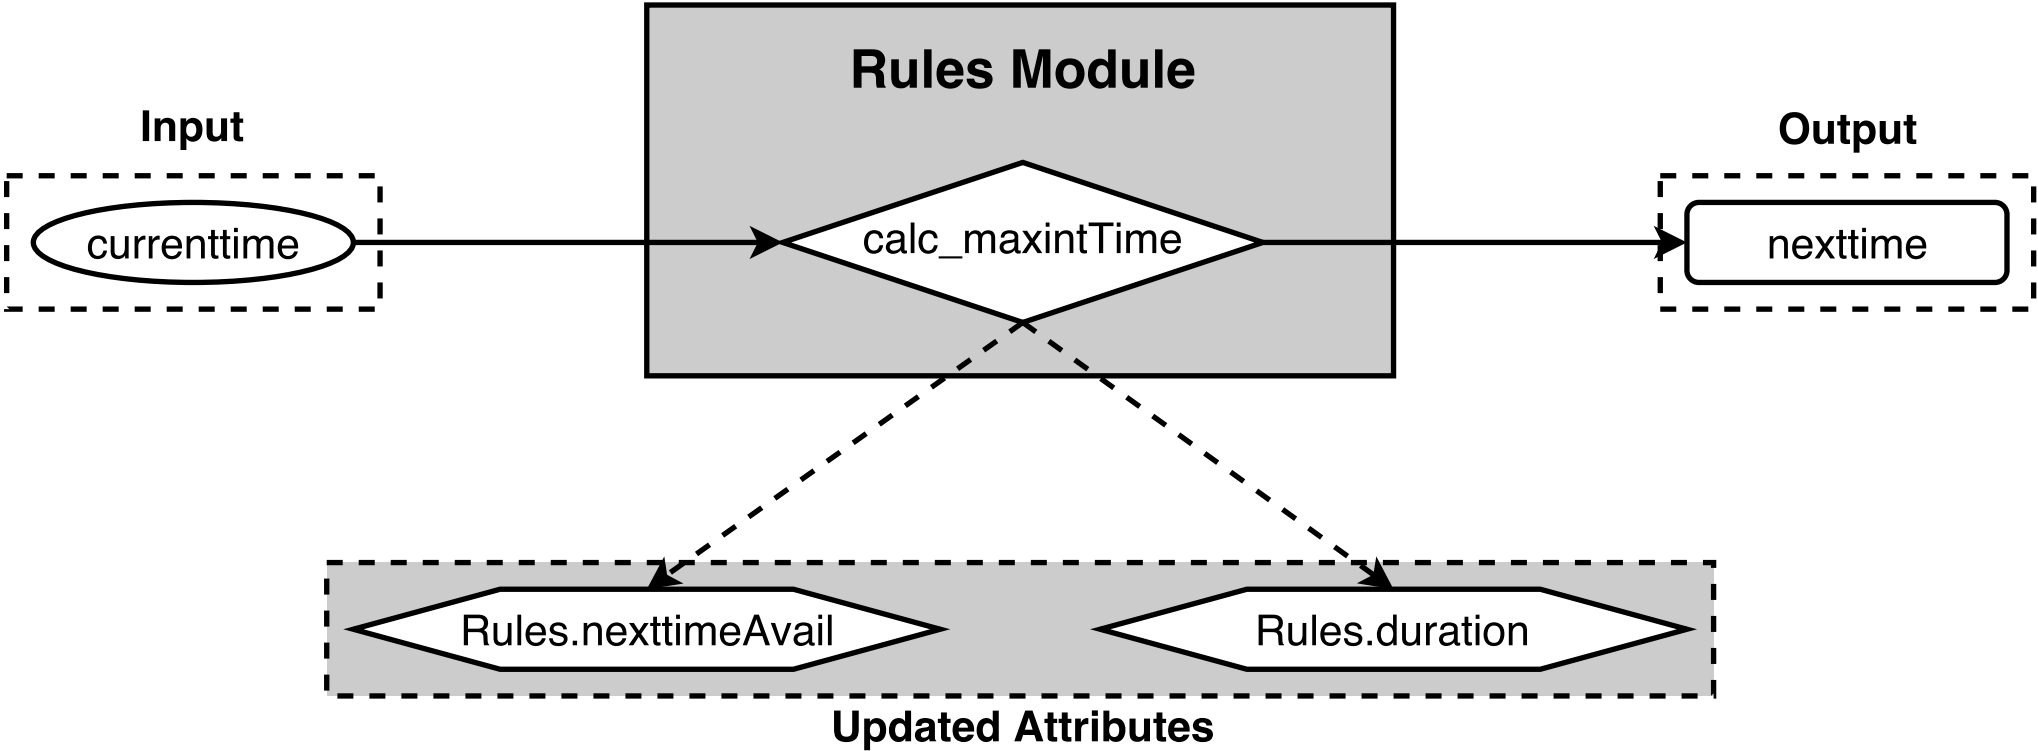 Rules Module
Input
Output
currenttime
calc_maxintTime
nexttime
Rules.nexttimeAvail
Rules.duration
Updated Attributes